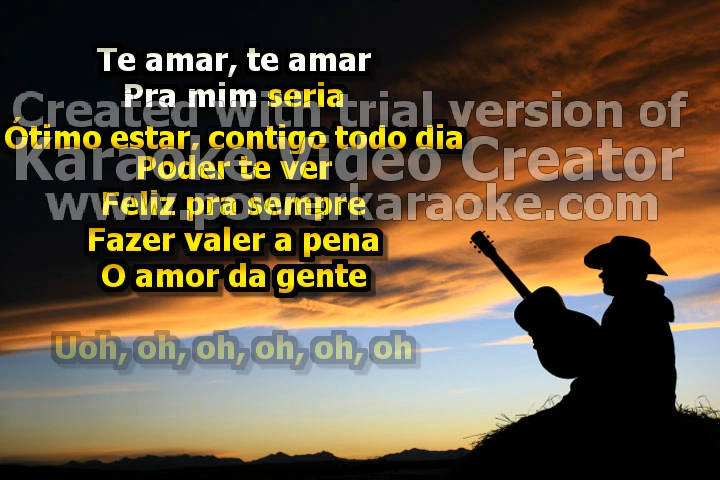 Te amar, te amar
Pra mim seria
Created with trial version of
Ótimo estar, contigo todo dia
Karaoke Video Creator
Poder te ver
Feliz pra sempre
www.powerkaraoke.com
Fazer valer a pena
O amor da gente
Uoh, oh, oh, oh, oh, oh